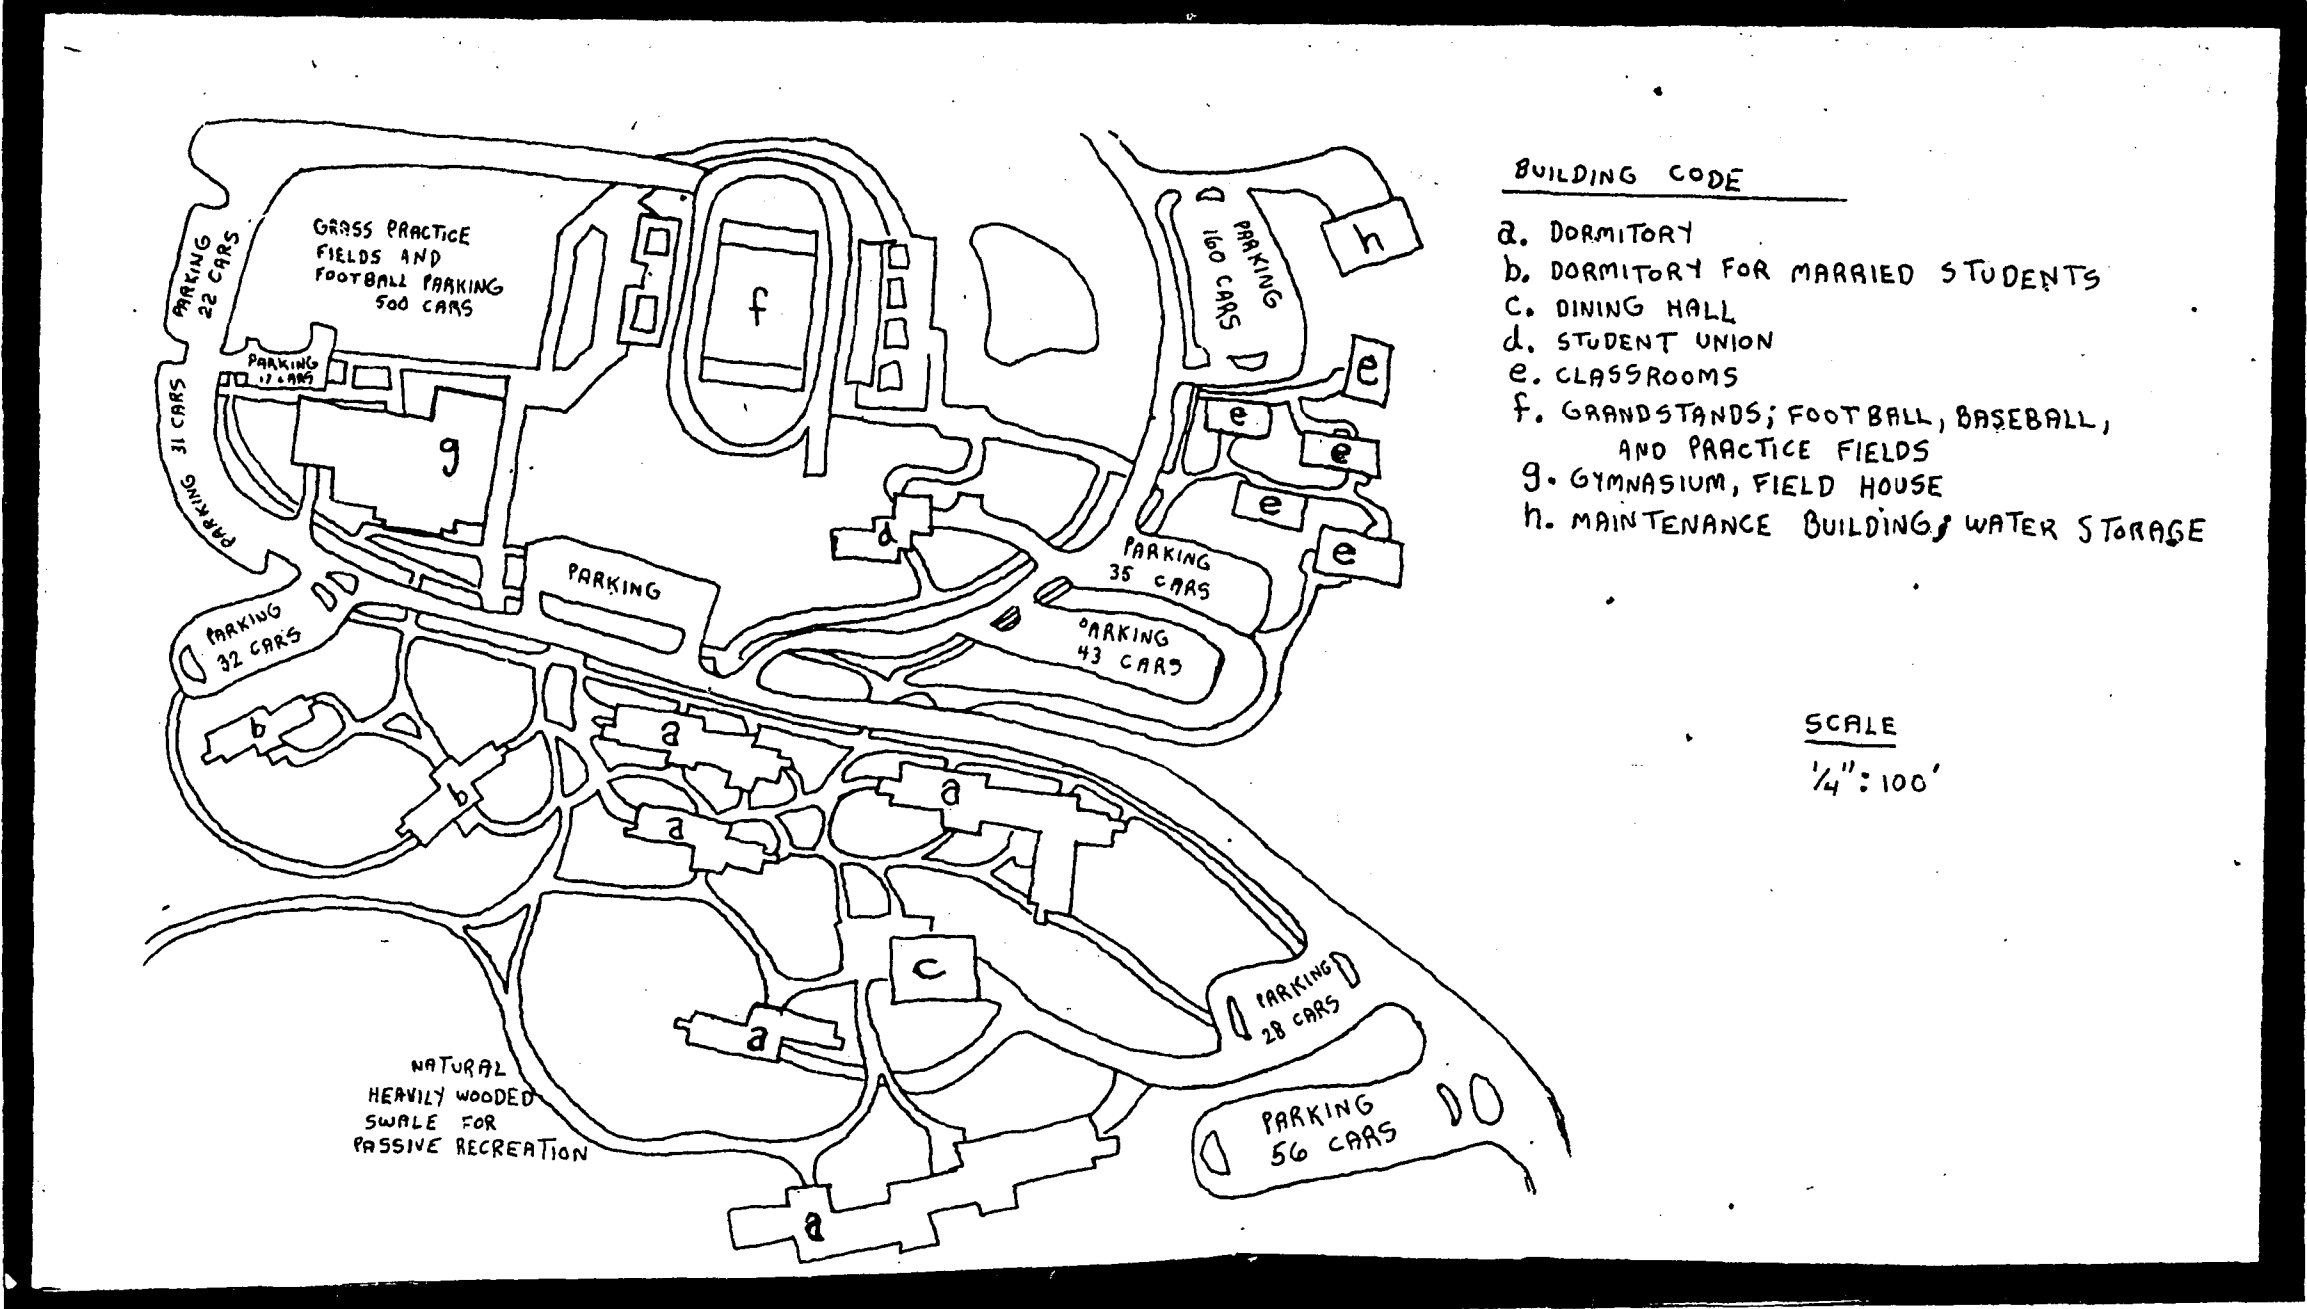 BUILDING CODE
a. DORMITORY
b. DORMITORY FOR MARRIED STUDENTS
c. DINING HALL
d. STUDENT UNION
e. CLASSROOMS
f. GRANDSTANDS; FOOTBALL, BASEBALL,
AND PRACTICE FIELDS
g. GYMNASIUM, FIELD HOUSE
h. MAINTENANCE BUILDING; WATER STORAGE
SCALE
1/4": 100'
GRASS PRACTICE
FIELDS AND
FOOTBALL PARKING
500 CARS
PARKING
22 CARS
PARKING
CARS
PARKING 31 CARS
PARKING
f
g
PARKING
160 CARS
h
e
e
e
e
e
d
PARKING
PARKING
35 CARS
PARKING
43 CARS
PARKING
32 CARS
b
b
a
a
a
c
a
PARKING
28 CARS
PARKING
56 CARS
NATURAL
HEAVILY WOODED
SWALE FOR
PASSIVE RECREATION
a